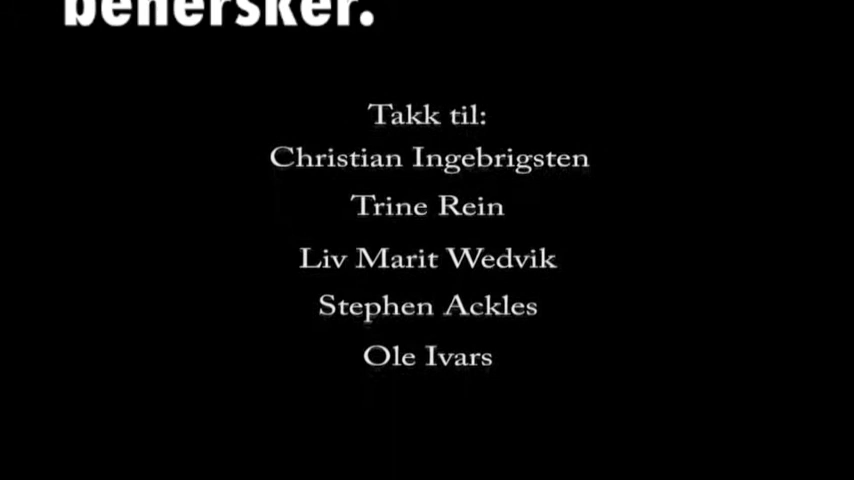 behersker.
Takk til:
Christian Ingebrigsten
Trine Rein
Liv Marit Wedvik
Stephen Ackles
Ole Ivars